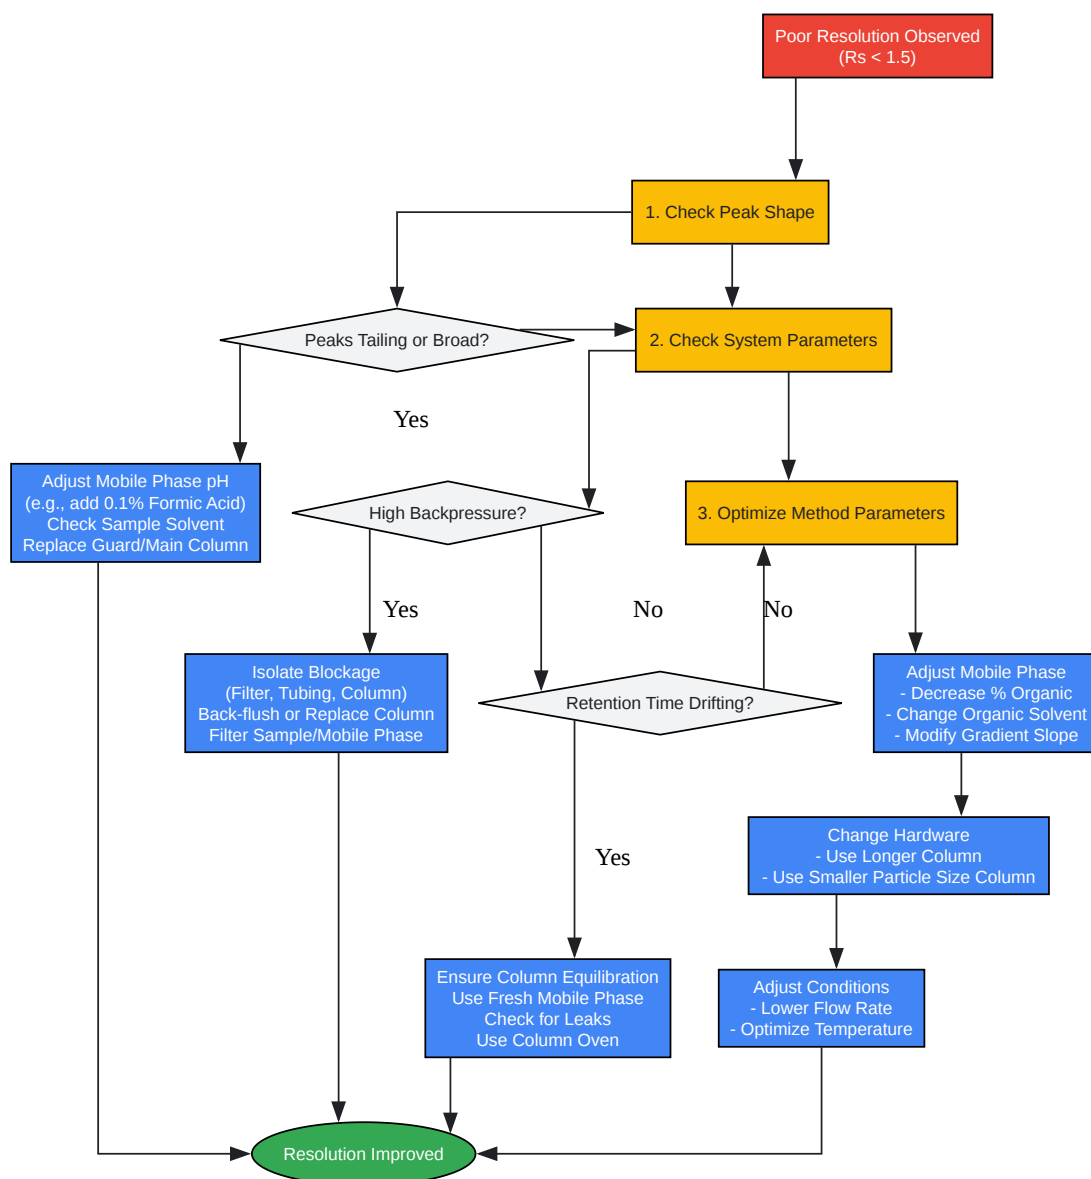 Poor Resolution Observed
(Rs < 1.5)
1. Check Peak Shape
Peaks Tailing or Broad?
2. Check System Parameters
Yes
Adjust Mobile Phase pH
(e.g., add 0.1% Formic Acid)
Check Sample Solvent
Replace Guard/Main Column
High Backpressure?
3. Optimize Method Parameters
Yes
No
No
Isolate Blockage
(Filter, Tubing, Column)
Back-flush or Replace Column
Filter Sample/Mobile Phase
Retention Time Drifting?
Adjust Mobile Phase
- Decrease % Organic
- Change Organic Solvent
- Modify Gradient Slope
Yes
Change Hardware
- Use Longer Column
- Use Smaller Particle Size Column
Ensure Column Equilibration
Use Fresh Mobile Phase
Check for Leaks
Use Column Oven
Adjust Conditions
- Lower Flow Rate
- Optimize Temperature
Resolution Improved